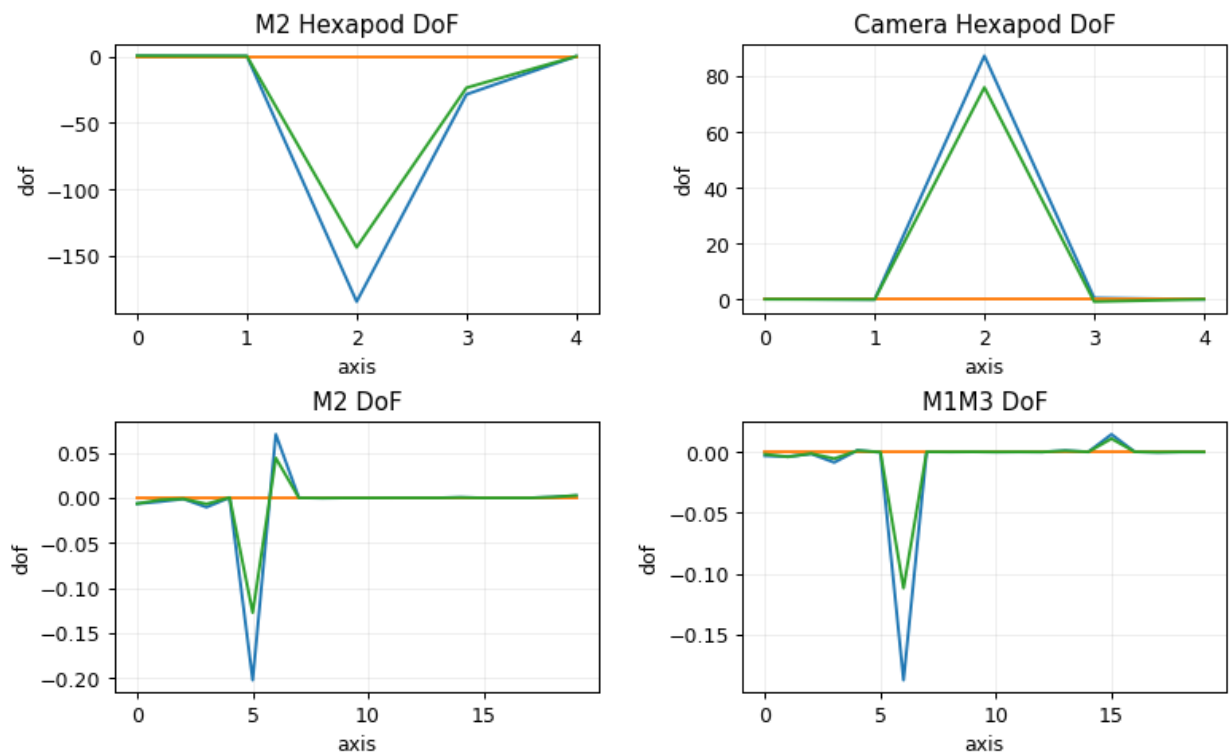 M2 Hexapod DoF
0
−50
−100
−150
dof
0 1 2 3 4
axis
Camera Hexapod DoF
80
60
40
20
0
dof
0 1 2 3 4
axis
M2 DoF
0.05
0.00
−0.05
−0.10
−0.15
−0.20
dof
0 5 10 15
axis
M1M3 DoF
0.00
−0.05
−0.10
−0.15
dof
0 5 10 15
axis